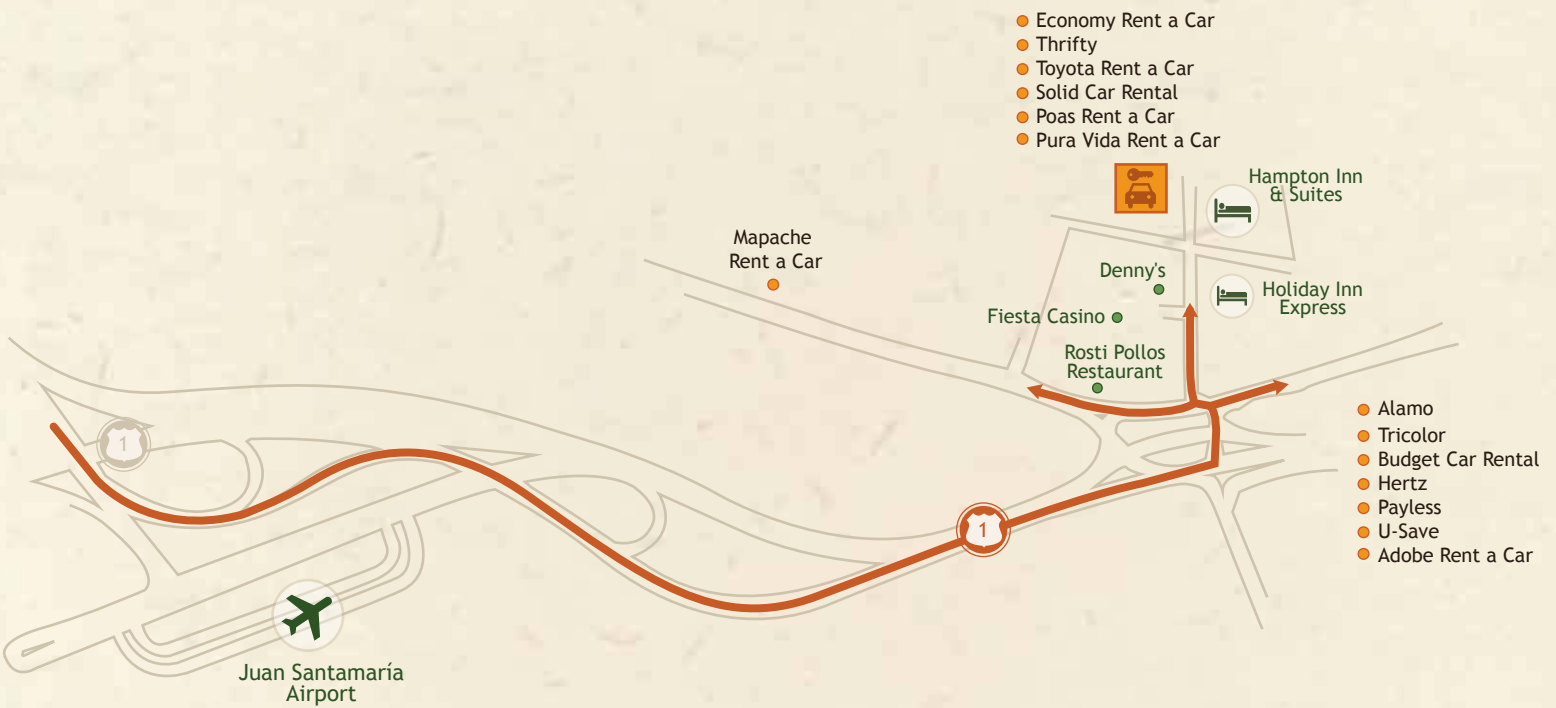 Economy Rent a Car
Thrifty
Toyota Rent a Car
Solid Car Rental
Poas Rent a Car
Pura Vida Rent a Car
Hampton Inn
& Suites
Mapache
Rent a Car
Denny's
Holiday Inn
Express
Fiesta Casino
Rosti Pollos
Restaurant
Alamo
Tricolor
Budget Car Rental
Hertz
Payless
U-Save
Adobe Rent a Car
1
1
Juan Santamaría
Airport